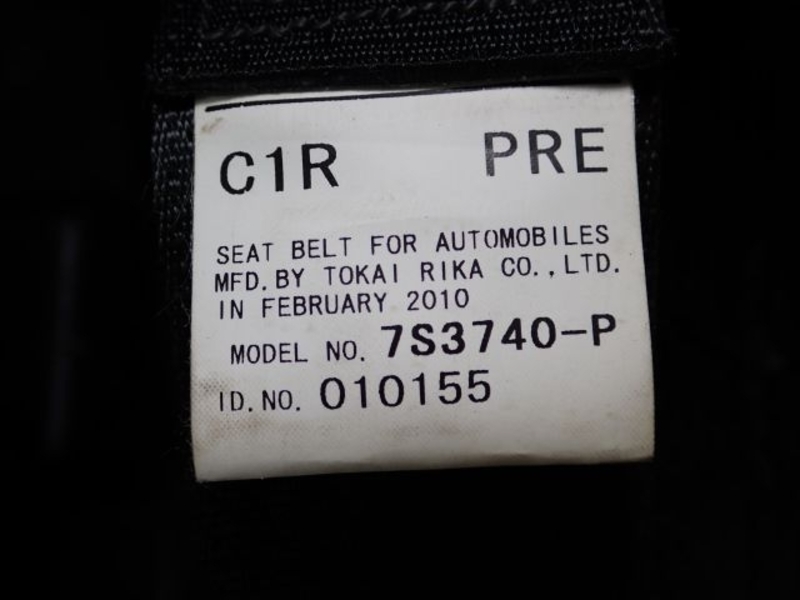 C1R PRE
SEAT BELT FOR AUTOMOBILES
MFD. BY TOKAI RIKA CO., LTD.
IN FEBRUARY 2010
MODEL NO. 7S3740-P
ID. NO. 010155